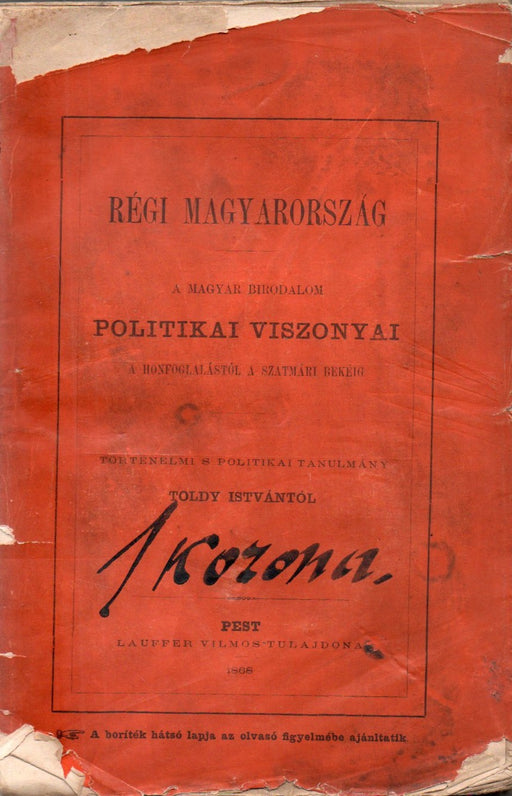 RÉGI MAGYARORSZÁG
A MAGYAR BIRODALOM
POLITIKAI VISZONYAI
A HONFOGLALÁSTÓL A SZATMÁRI BEKÉIG
TÖRTÉNELMI S POLITIKAI TANULMÁNY
TOLDY ISTVÁNTÓL
1 korona.
PEST
LAUFFER VILMOS TULAJDONA
1868
☞ A boríték hátsó lapja az olvasó figyelmébe ajánltatik.